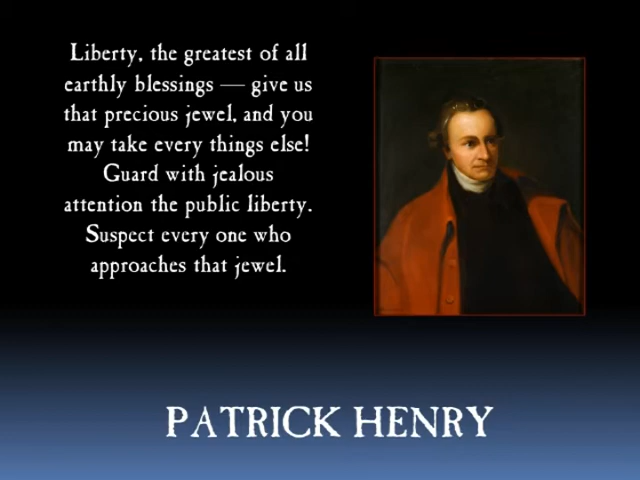 Liberty, the greatest of all
earthly blessings — give us
that precious jewel, and you
may take every things else!
Guard with jealous
attention the public liberty.
Suspect every one who
approaches that jewel.
PATRICK HENRY